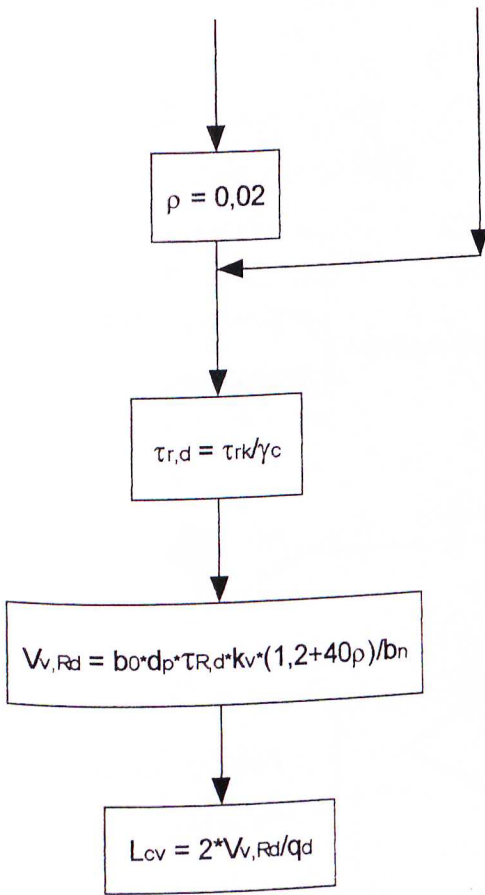 ρ = 0,02
τr,d = τrk/γc
Vv,Rd = b0*dp*τR,d*kv*(1,2+40ρ)/bn
Lcv = 2*Vv,Rd/qd